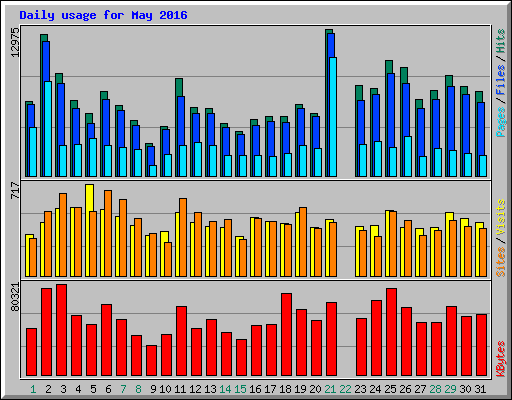 Daily usage for May 2016
12975
Pages / Files / Hits
717
Sites / Visits
80321
KBytes
1 2 3 4 5 6 7 8 9 10 11 12 13 14 15 16 17 18 19 20 21 22 23 24 25 26 27 28 29 30 31